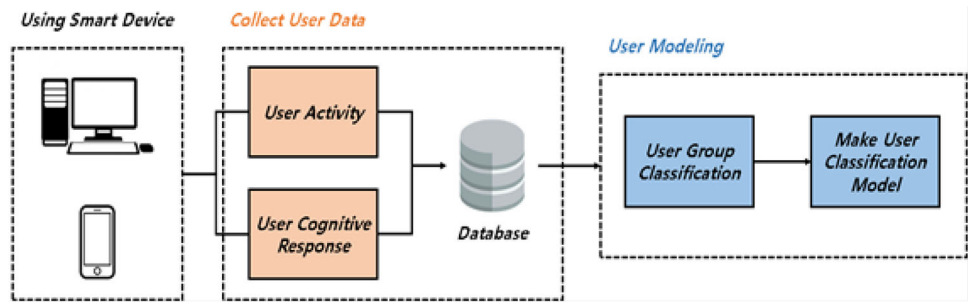 Using Smart Device
Collect User Data
User Modeling
User Activity
User Cognitive
Response
Database
User Group
Classification
Make User
Classification
Model